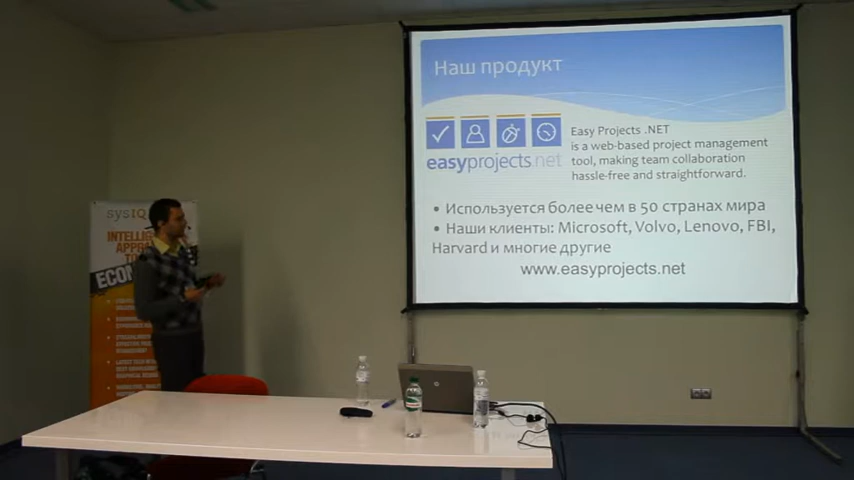 Наш продукт
easyprojects.net
Easy Projects .NET
is a web-based project management
tool, making team collaboration
hassle-free and straightforward.
• Используется более чем в 50 странах мира
• Наши клиенты: Microsoft, Volvo, Lenovo, FBI,
Harvard и многие другие
www.Easyprojects.net
sysIQ
INTELLIG
ECON